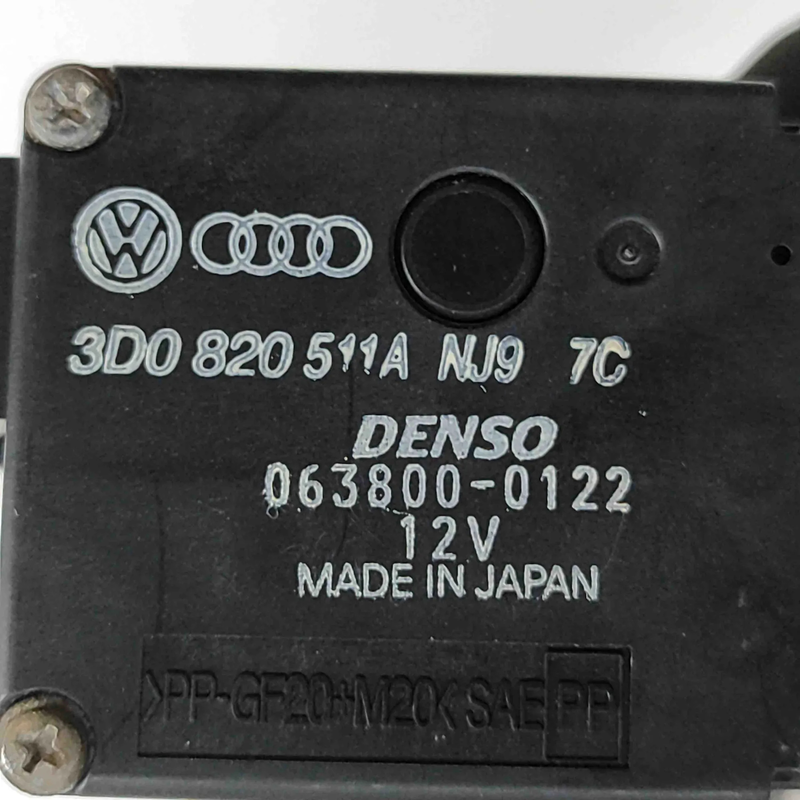 3D0 820 511A NJ9 7C
DENSO
063800-0122
12V
MADE IN JAPAN
>PP-GF20+M20< SAE PP